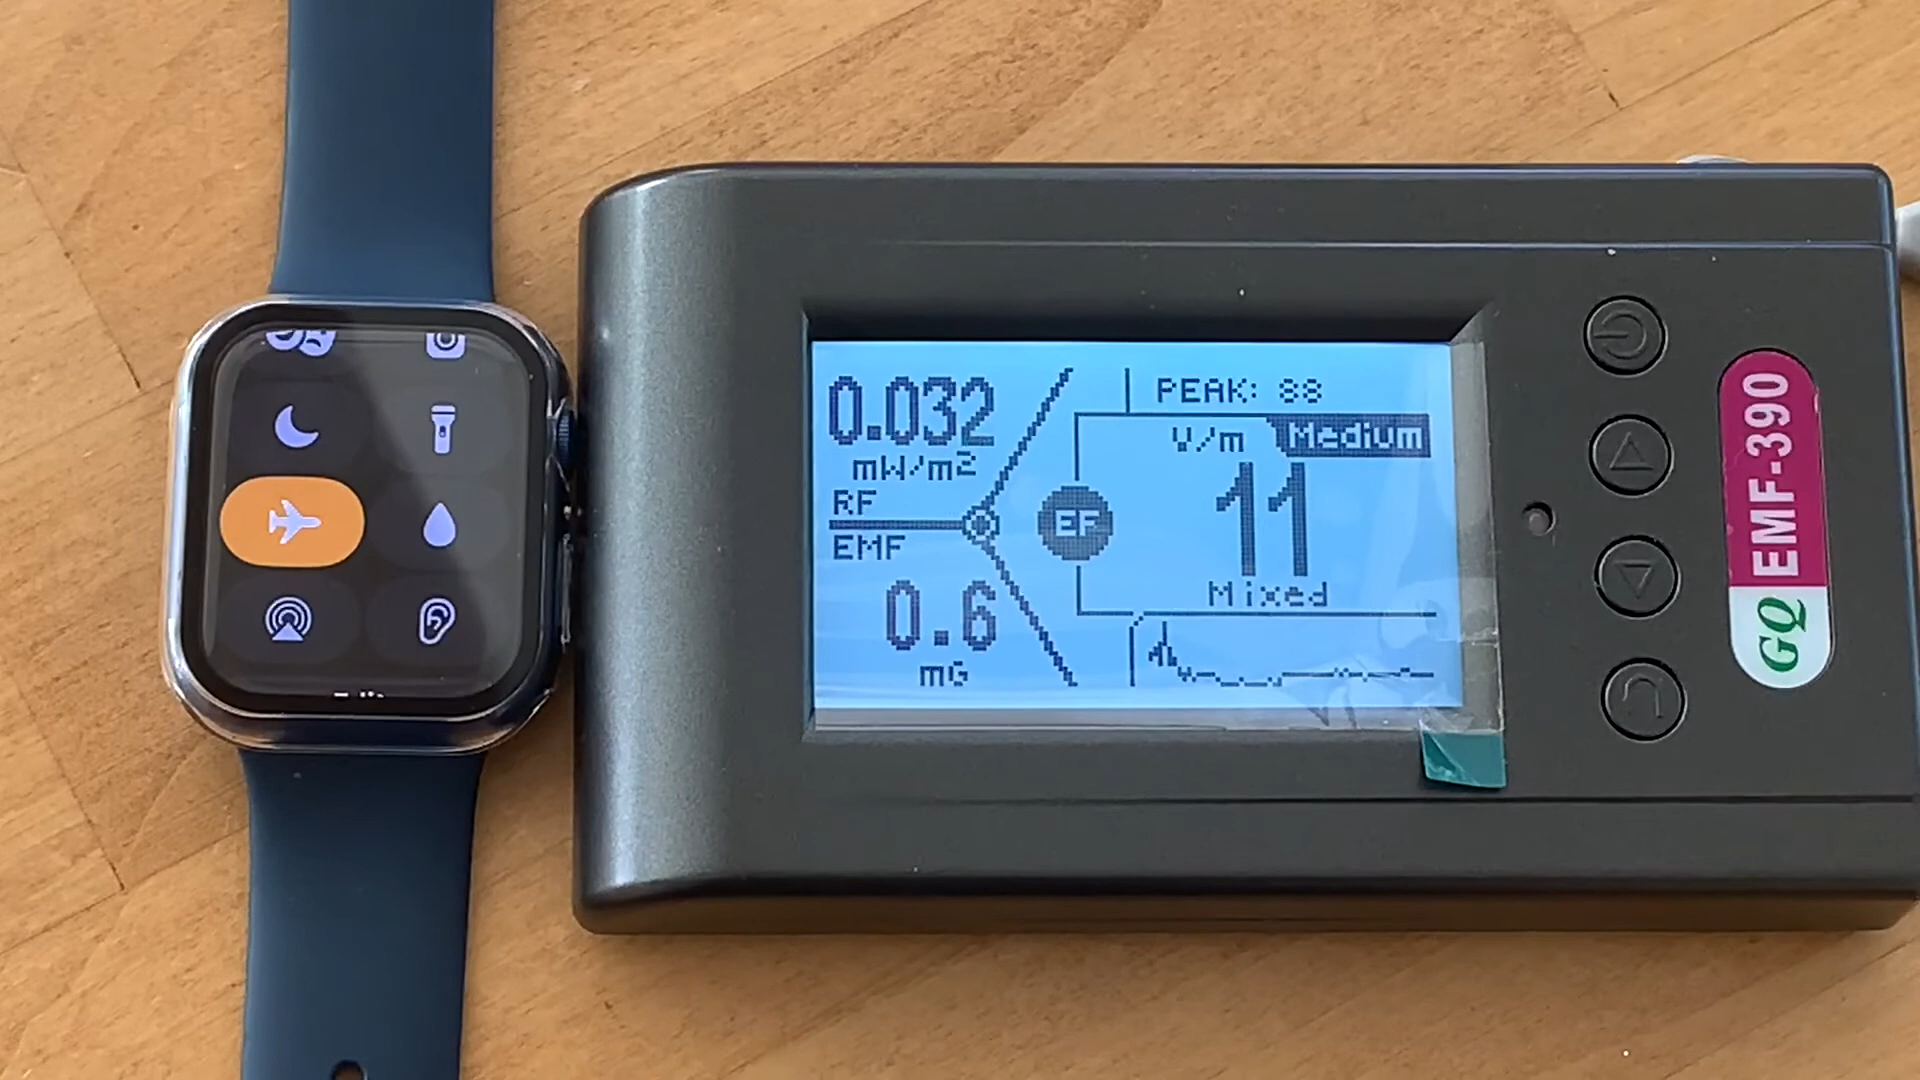 0.032
mW/m2
RF
EMF
0.6
mG
PEAK: 88
V/m
Medium
EF
11
Mixed
GQ EMF-390